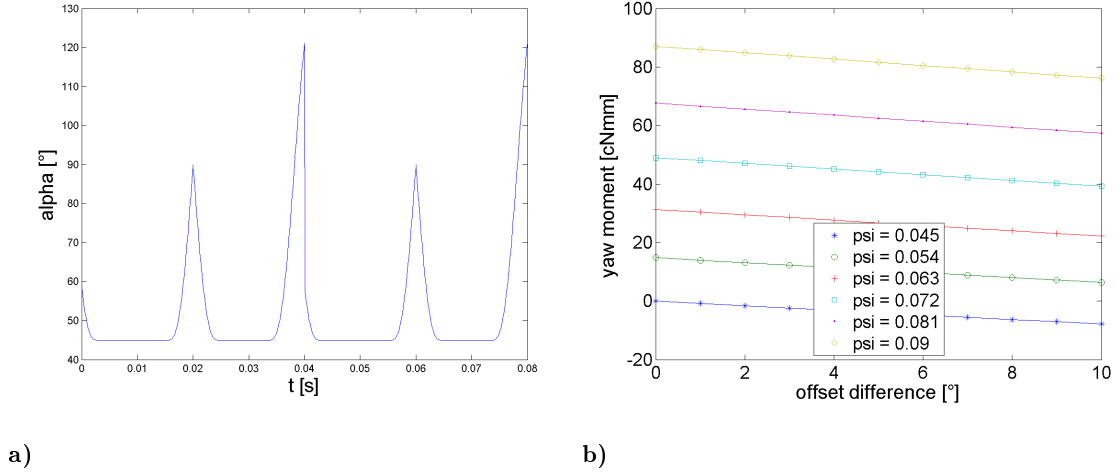 130
120
110
100
90
80
70
60
50
40
0
0.01
0.02
0.03
0.04
0.05
0.06
0.07
0.08
alpha [°]
t [s]
a)
100
80
60
40
20
0
-20
0
2
4
6
8
10
yaw moment [cNmm]
offset difference [°]
psi = 0.045
psi = 0.054
psi = 0.063
psi = 0.072
psi = 0.081
psi = 0.09
b)